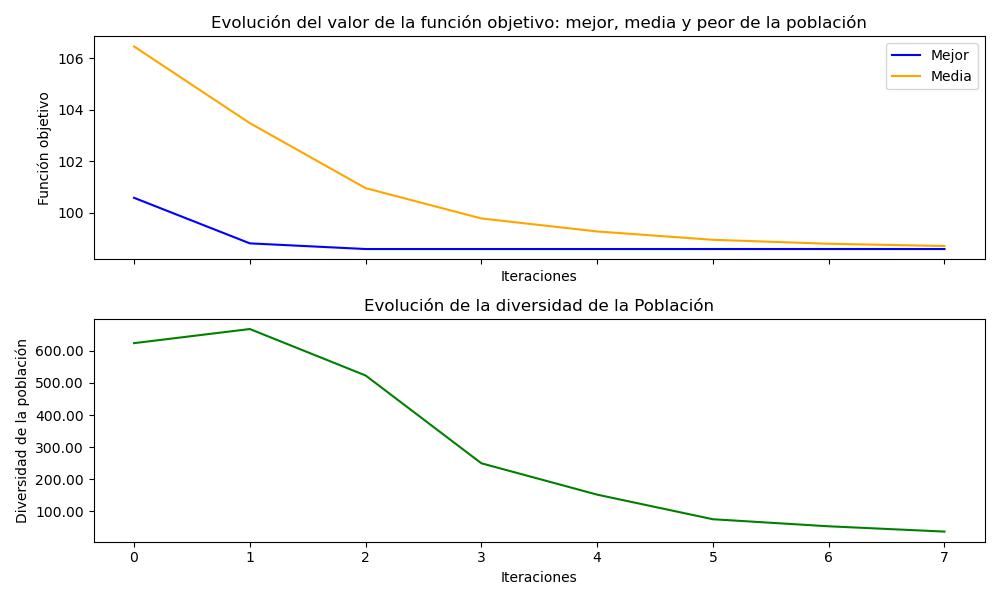 Evolución del valor de la función objetivo: mejor, media y peor de la población
106
104
102
100
Función objetivo
Mejor
Media
Iteraciones
Evolución de la diversidad de la Población
600.00
500.00
400.00
300.00
200.00
100.00
Diversidad de la población
0 1 2 3 4 5 6 7
Iteraciones